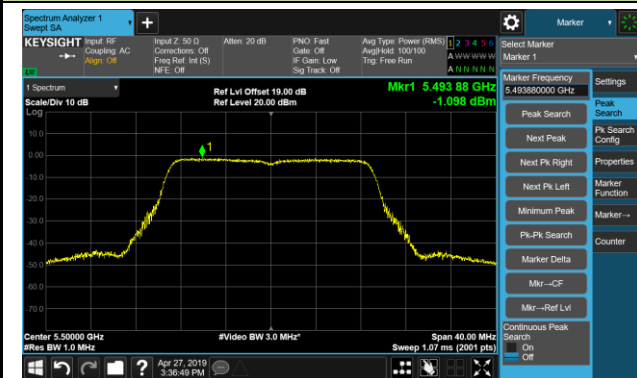 Spectrum Analyzer 1
Swept SA
+
Marker
KEYSIGHT
Input: RF
Coupling: AC
Align: Off
Input Z: 50 Ω
Corrections: Off
Freq Ref: Int (S)
NFE: Off
Atten: 20 dB
PNO: Fast
Gate: Off
IF Gain: Low
Sig Track: Off
Avg Type: Power (RMS)
Avg|Hold: 100/100
Trig: Free Run
1 2 3 4 5 6
A W W W W W
A N N N N N
Select Marker
Marker 1
1 Spectrum
Scale/Div 10 dB
Log
Ref Lvl Offset 19.00 dB
Ref Level 20.00 dBm
Mkr1 5.493 88 GHz
-1.098 dBm
Marker Frequency
5.493880000 GHz
Peak Search
Next Peak
Next Pk Right
Next Pk Left
Minimum Peak
Pk-Pk Search
Marker Delta
Mkr→CF
Mkr→Ref Lvl
Continuous Peak
Search
On
Off
Settings
Peak
Search
Pk Search
Config
Properties
Marker
Function
Marker→
Counter
10.0
0.00
1
-10.0
-20.0
-30.0
-40.0
-50.0
-60.0
-70.0
Center 5.50000 GHz
#Res BW 1.0 MHz
#Video BW 3.0 MHz*
Span 40.00 MHz
Sweep 1.07 ms (2001 pts)
?
Apr 27, 2019
3:36:49 PM